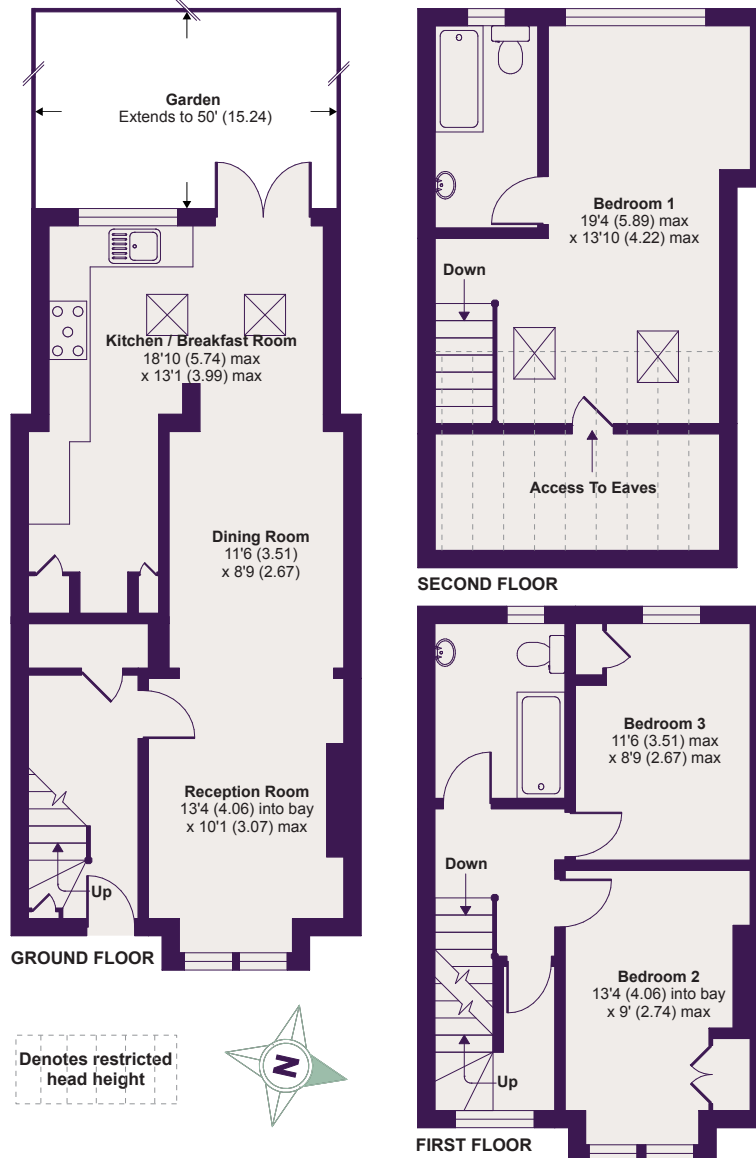 Garden
Extends to 50' (15.24)
Kitchen / Breakfast Room
18'10 (5.74) max
x 13'1 (3.99) max
Dining Room
11'6 (3.51)
x 8'9 (2.67)
Reception Room
13'4 (4.06) into bay
x 10'1 (3.07) max
Up
GROUND FLOOR
Denotes restricted
head height
N
Bedroom 1
19'4 (5.89) max
x 13'10 (4.22) max
Down
Access To Eaves
SECOND FLOOR
Bedroom 3
11'6 (3.51) max
x 8'9 (2.67) max
Down
Bedroom 2
13'4 (4.06) into bay
x 9' (2.74) max
Up
FIRST FLOOR